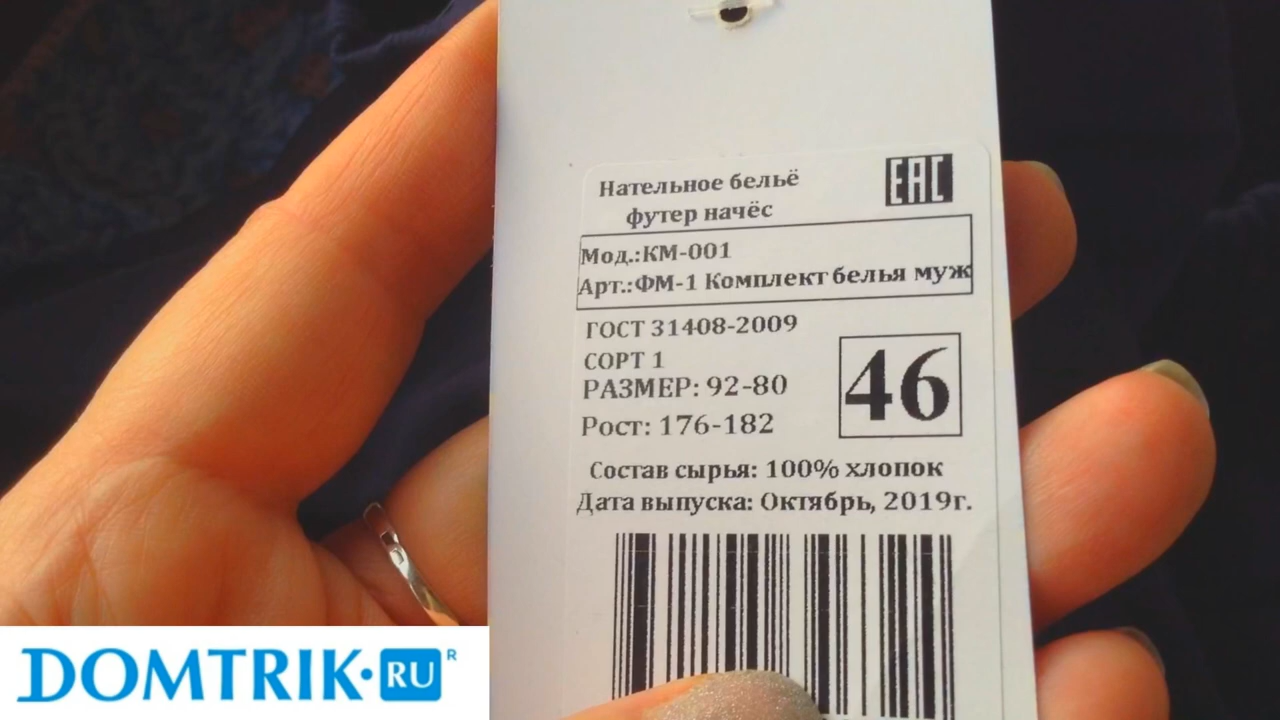 Нательное бельё
футер начёс
EAC
Мод.:КМ-001
Арт.:ФМ-1 Комплект белья муж
ГОСТ 31408-2009
СОРТ 1
РАЗМЕР: 92-80
46
Рост: 176-182
Состав сырья: 100% хлопок
Дата выпуска: Октябрь, 2019г.
DOMTRIK·RU R